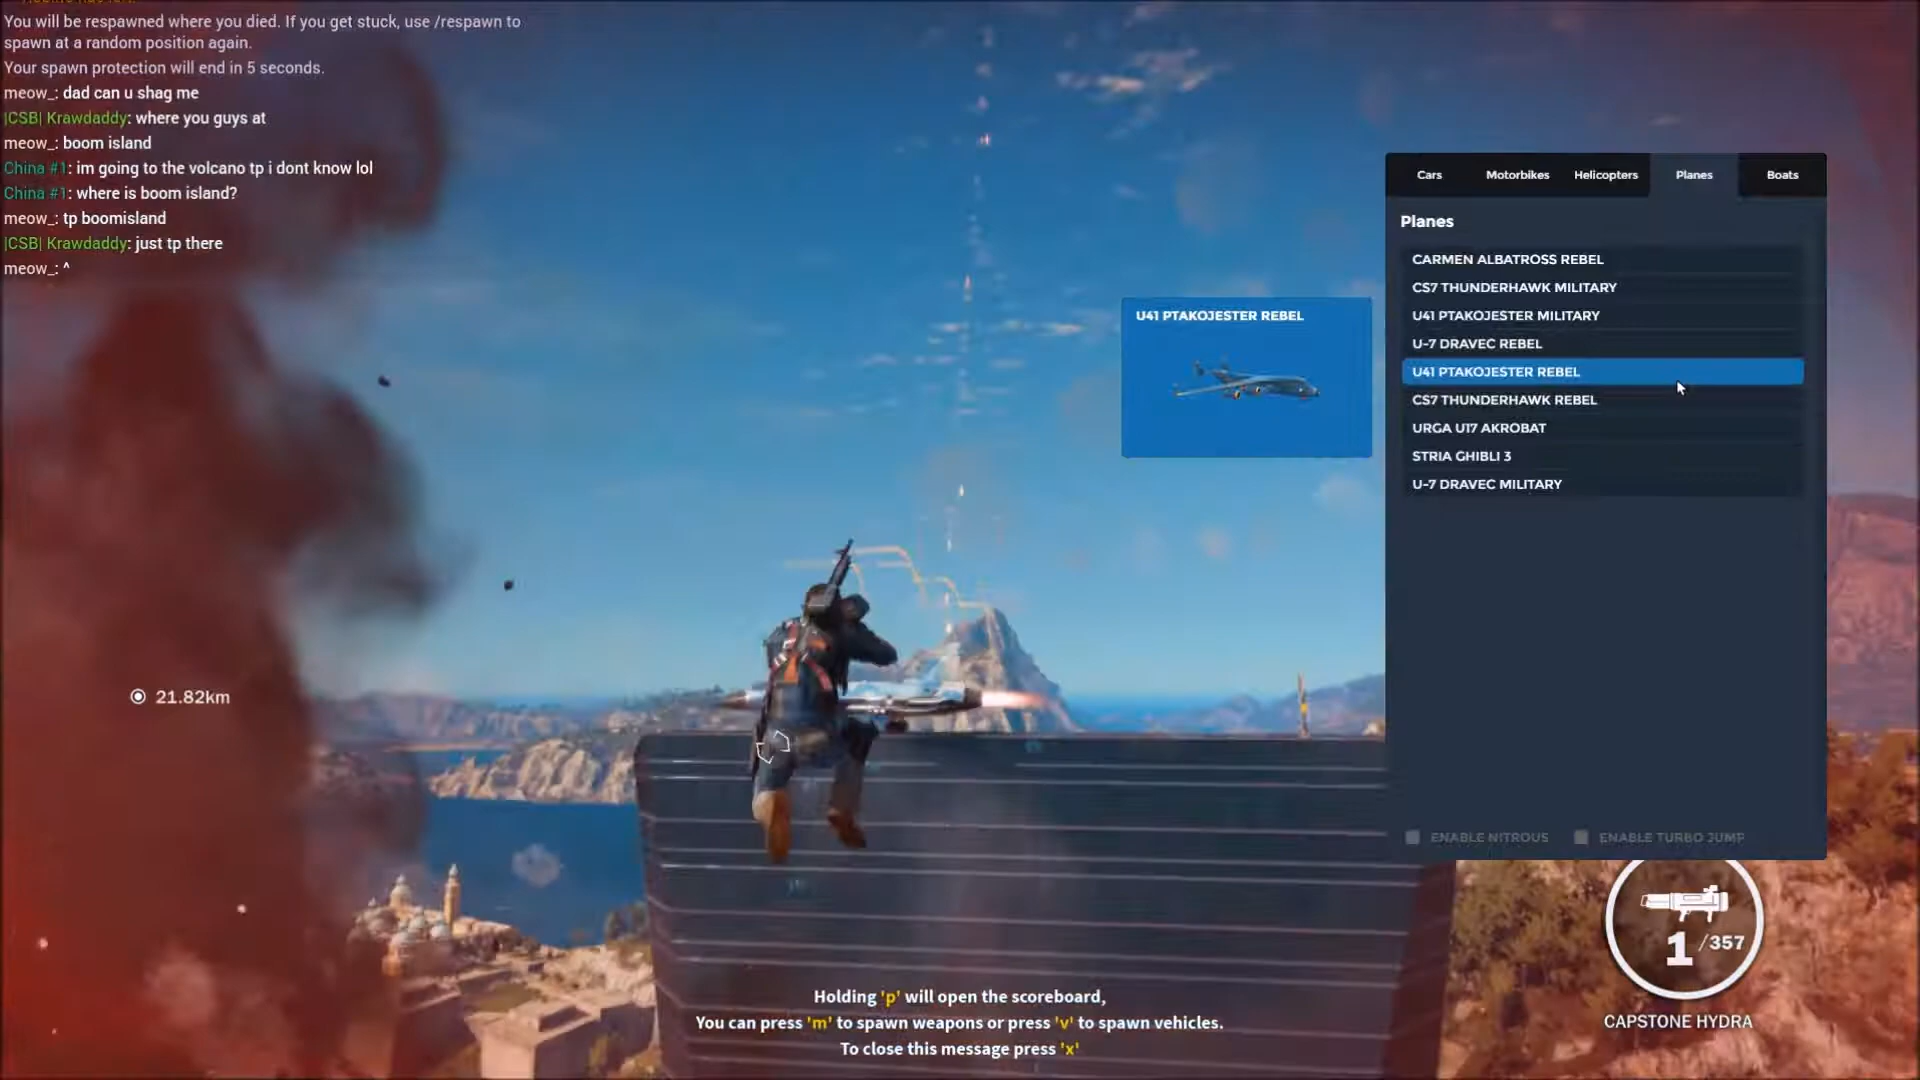 You will be respawned where you died. If you get stuck, use /respawn to
spawn at a random position again.
Your spawn protection will end in 5 seconds.
meow_: dad can u shag me
|CSB| Krawdaddy: where you guys at
meow_: boom island
China #1: im going to the volcano tp i dont know lol
China #1: where is boom island?
meow_: tp boomisland
|CSB| Krawdaddy: just tp there
meow_: ^
Cars Motorbikes Helicopters Planes Boats
Planes
CARMEN ALBATROSS REBEL
CS7 THUNDERHAWK MILITARY
U41 PTAKOJESTER MILITARY
U-7 DRAVEC REBEL
U41 PTAKOJESTER REBEL
CS7 THUNDERHAWK REBEL
URGA U17 AKROBAT
STRIA GHIBLI 3
U-7 DRAVEC MILITARY
U41 PTAKOJESTER REBEL
21.82km
ENABLE NITROUS ENABLE TURBO JUMP
1 /357
CAPSTONE HYDRA
Holding 'p' will open the scoreboard,
You can press 'm' to spawn weapons or press 'v' to spawn vehicles.
To close this message press 'x'